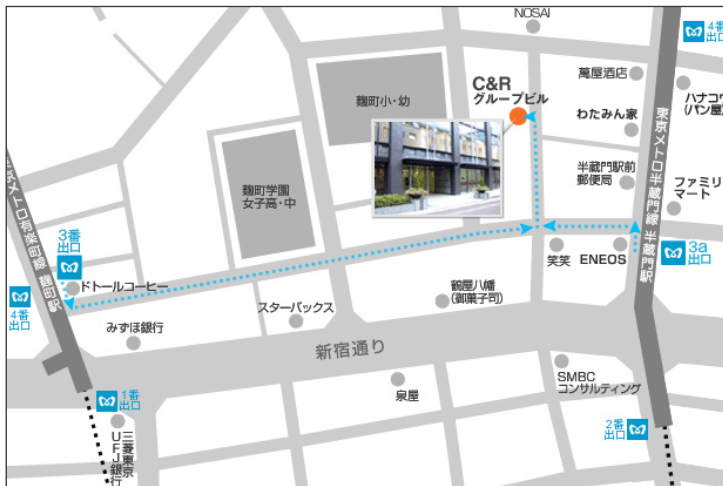 NOSAI
4番
出口
C&R
グループビル
萬屋酒店
ハナコウ
(パン屋)
麹町小・幼
わたみん家
東京メトロ半蔵門線 半蔵門駅
半蔵門駅前
郵便局
麹町学園
女子高・中
ファミリ
マート
東京メトロ有楽町線 麹町駅
3番
出口
3a
出口
笑笑
ENEOS
ドトールコーヒー
4番
出口
鶴屋八幡
(御菓子司)
スターバックス
みずほ銀行
新宿通り
SMBC
コンサルティング
泉屋
1番
出口
2番
出口
三菱東京
UFJ銀行